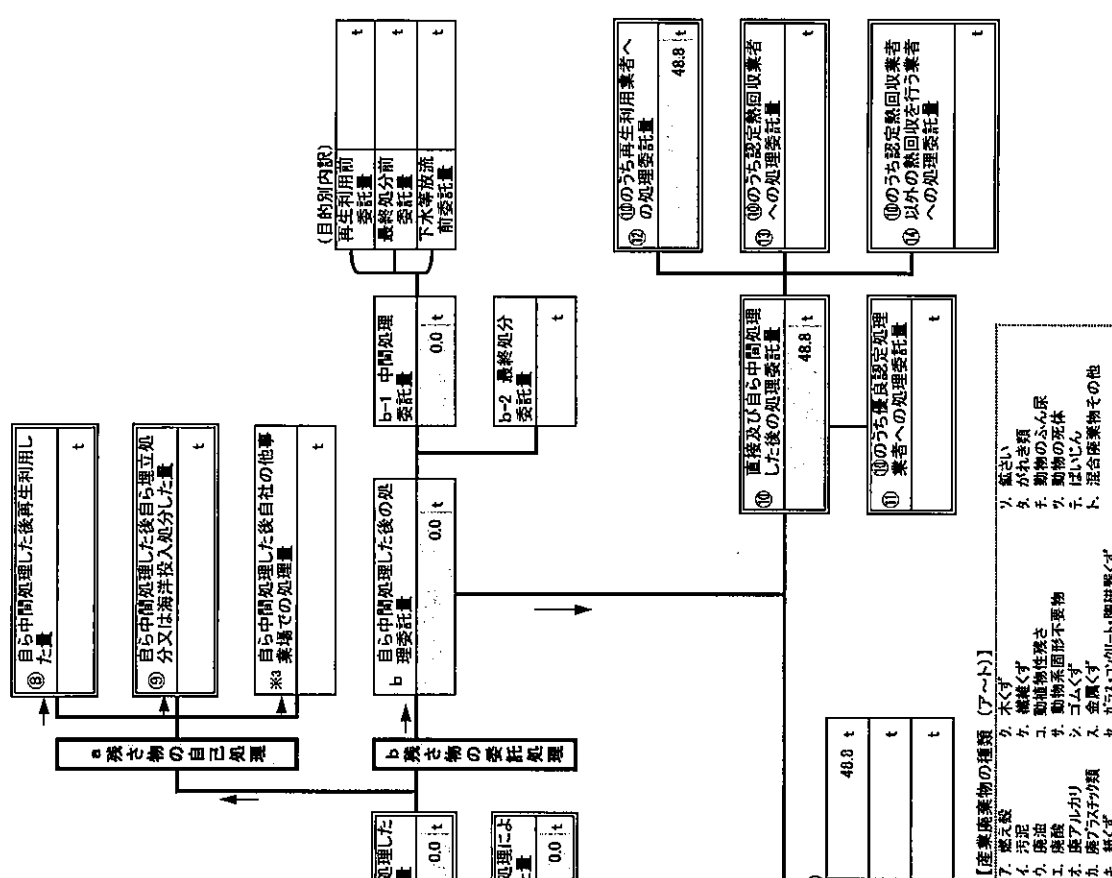 ⑧ 自ら中間処理した後再生利用し
た量
t
⑨ 自ら中間処理した後自ら埋立処
分又は海洋投入処分した量
t
※3 自ら中間処理した後自社の他事
業場での処理量
t
a 残さ物の自己処理
b 残さ物の委託処理
b 自ら中間処理した後の処
理委託量
0.0 t
b-1 中間処理
委託量
0.0 t
b-2 最終処分
委託量
t
(目的別内訳)
再生利用前
委託量
t
最終処分前
委託量
t
下水等放流
前委託量
t
処理した
量
0.0 t
処理によ
量
0.0 t
⑩ 直接及び自ら中間処理
した後の処理委託量
48.8 t
⑪ ⑩のうち優良認定処理
業者への処理委託量
t
⑫ ⑩のうち再生利用業者へ
の処理委託量
48.8 t
⑬ ⑩のうち認定熱回収業者
への処理委託量
t
⑭ ⑩のうち認定熱回収業者
以外の熱回収を行う業者
への処理委託量
t
48.8 t
t
t
【産業廃棄物の種類 (ア~ト)】
ア. 燃え殻
イ. 汚泥
ウ. 廃油
エ. 廃酸
オ. 廃アルカリ
カ. 廃プラスチック類
キ. 紙くず
ク. 木くず
ケ. 繊維くず
コ. 動植物性残さ
サ. 動物系固形不要物
シ. ゴムくず
ス. 金属くず
セ. ガラス・コンクリート・陶磁器くず
ソ. 鉱さい
タ. がれき類
チ. 動物のふん尿
ツ. 動物の死体
テ. ばいじん
ト. 混合廃棄物その他